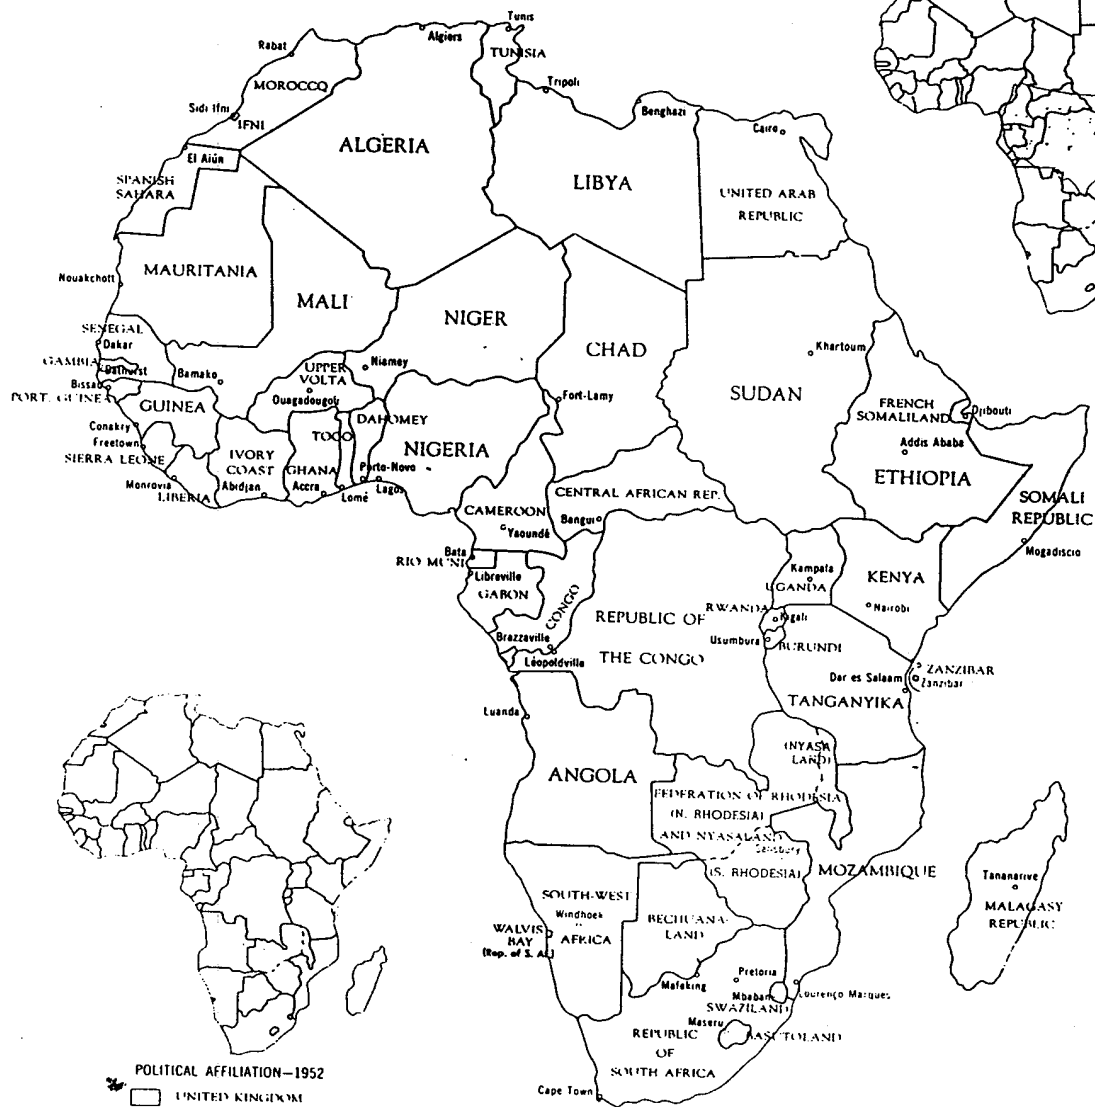 Tunis
Rabat
Algiers
TUNISIA
MOROCCO
Tripoli
Sidi Ifni
IFNI
Benghazi
Cairo
El Aiún
ALGERIA
SPANISH
SAHARA
LIBYA
UNITED ARAB
REPUBLIC
MAURITANIA
Nouakchott
MALI
NIGER
SENEGAL
Dakar
CHAD
Khartoum
GAMBIA
Bathurst
Bamako
UPPER
VOLTA
Niamey
Bissao
PORT. GUINEA
GUINEA
Ouagadougou
Fort-Lamy
SUDAN
FRENCH
SOMALILAND
Djibouti
Conakry
DAHOMEY
TOGO
NIGERIA
Addis Ababa
Freetown
SIERRA LEONE
IVORY
COAST
GHANA
Porto-Novo
ETHIOPIA
Monrovia
LIBERIA
Abidjan
Accra
Lomé
Lagos
CENTRAL AFRICAN REP.
SOMALI
REPUBLIC
CAMEROON
Yaoundé
Bangui
Mogadiscio
Bata
RIO MUNI
Libreville
GABON
CONGO
Kampala
UGANDA
KENYA
Nairobi
REPUBLIC OF
THE CONGO
RWANDA
Kigali
Usumbura
BURUNDI
Brazzaville
Léopoldville
ZANZIBAR
Zanzibar
Dar es Salaam
TANGANYIKA
Luanda
(NYASA
LAND)
ANGOLA
FEDERATION OF RHODESIA
(N. RHODESIA)
AND NYASALAND
Salisbury
(S. RHODESIA)
MOZAMBIQUE
Tananarive
MALAGASY
REPUBLIC
SOUTH-WEST
Windhoek
AFRICA
WALVIS
BAY
(Rep. of S. Af.)
BECHUANA-
LAND
Pretoria
Mafeking
Mbabane
Lourenço Marques
SWAZILAND
Maseru
BASUTOLAND
REPUBLIC
OF
SOUTH AFRICA
Cape Town
POLITICAL AFFILIATION—1952
UNITED KINGDOM